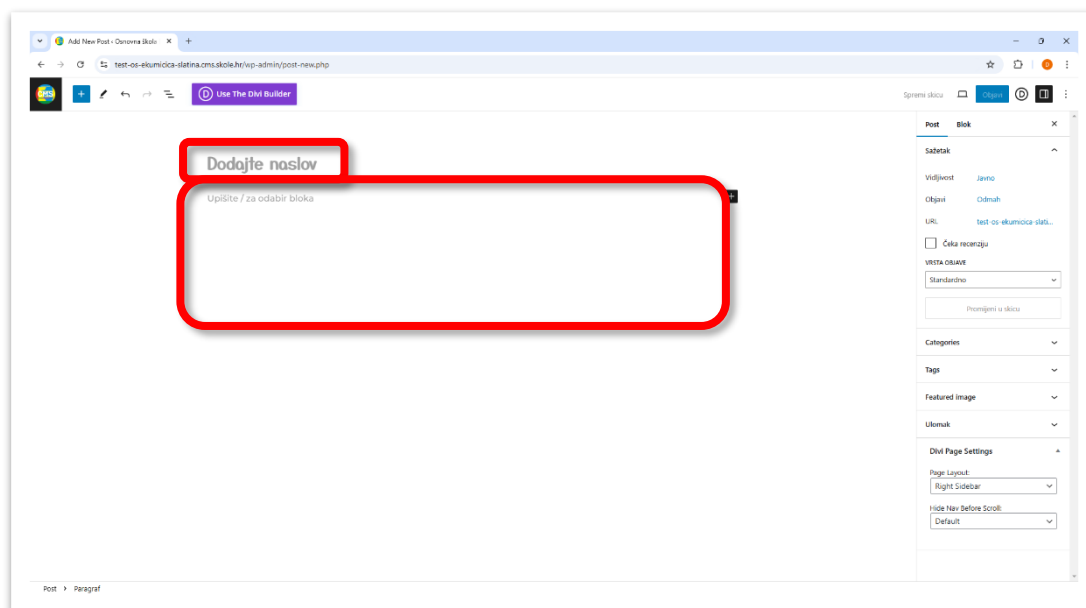 Add New Post ‹ Osnovna škola
test-os-ekumicica-slatina.cms.skole.hr/wp-admin/post-new.php
CMS
Use The Divi Builder
Spremi skicu
Objavi
Post Blok
Dodajte naslov
Upišite / za odabir bloka
Sažetak
Vidljivost Javno
Objavi Odmah
URL test-os-ekumicica-slati...
Čeka recenziju
VRSTA OBJAVE
Standardno
Promijeni u skicu
Categories
Tags
Featured image
Ulomak
Divi Page Settings
Page Layout:
Right Sidebar
Hide Nav Before Scroll:
Default
Post › Paragraf